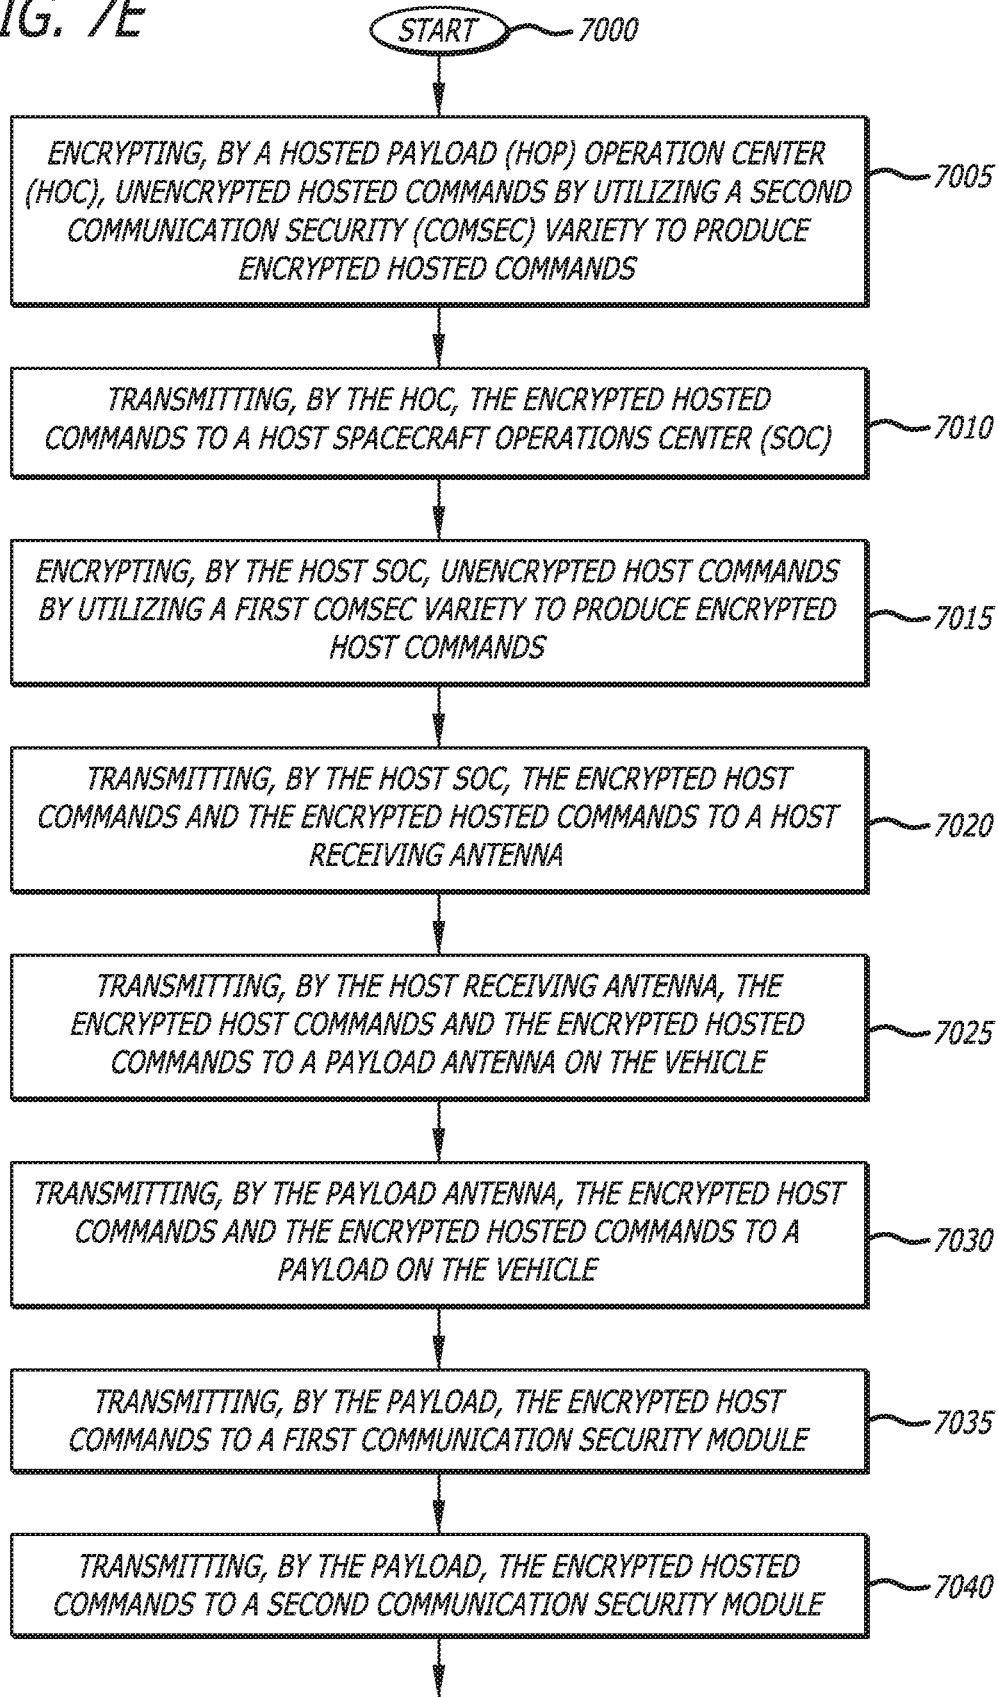 FIG. 7E
START
7000
ENCRYPTING, BY A HOSTED PAYLOAD (HOP) OPERATION CENTER
(HOC), UNENCRYPTED HOSTED COMMANDS BY UTILIZING A SECOND
COMMUNICATION SECURITY (COMSEC) VARIETY TO PRODUCE
ENCRYPTED HOSTED COMMANDS
7005
TRANSMITTING, BY THE HOC, THE ENCRYPTED HOSTED
COMMANDS TO A HOST SPACECRAFT OPERATIONS CENTER (SOC)
7010
ENCRYPTING, BY THE HOST SOC, UNENCRYPTED HOST COMMANDS
BY UTILIZING A FIRST COMSEC VARIETY TO PRODUCE ENCRYPTED
HOST COMMANDS
7015
TRANSMITTING, BY THE HOST SOC, THE ENCRYPTED HOST
COMMANDS AND THE ENCRYPTED HOSTED COMMANDS TO A HOST
RECEIVING ANTENNA
7020
TRANSMITTING, BY THE HOST RECEIVING ANTENNA, THE
ENCRYPTED HOST COMMANDS AND THE ENCRYPTED HOSTED
COMMANDS TO A PAYLOAD ANTENNA ON THE VEHICLE
7025
TRANSMITTING, BY THE PAYLOAD ANTENNA, THE ENCRYPTED HOST
COMMANDS AND THE ENCRYPTED HOSTED COMMANDS TO A
PAYLOAD ON THE VEHICLE
7030
TRANSMITTING, BY THE PAYLOAD, THE ENCRYPTED HOST
COMMANDS TO A FIRST COMMUNICATION SECURITY MODULE
7035
TRANSMITTING, BY THE PAYLOAD, THE ENCRYPTED HOSTED
COMMANDS TO A SECOND COMMUNICATION SECURITY MODULE
7040